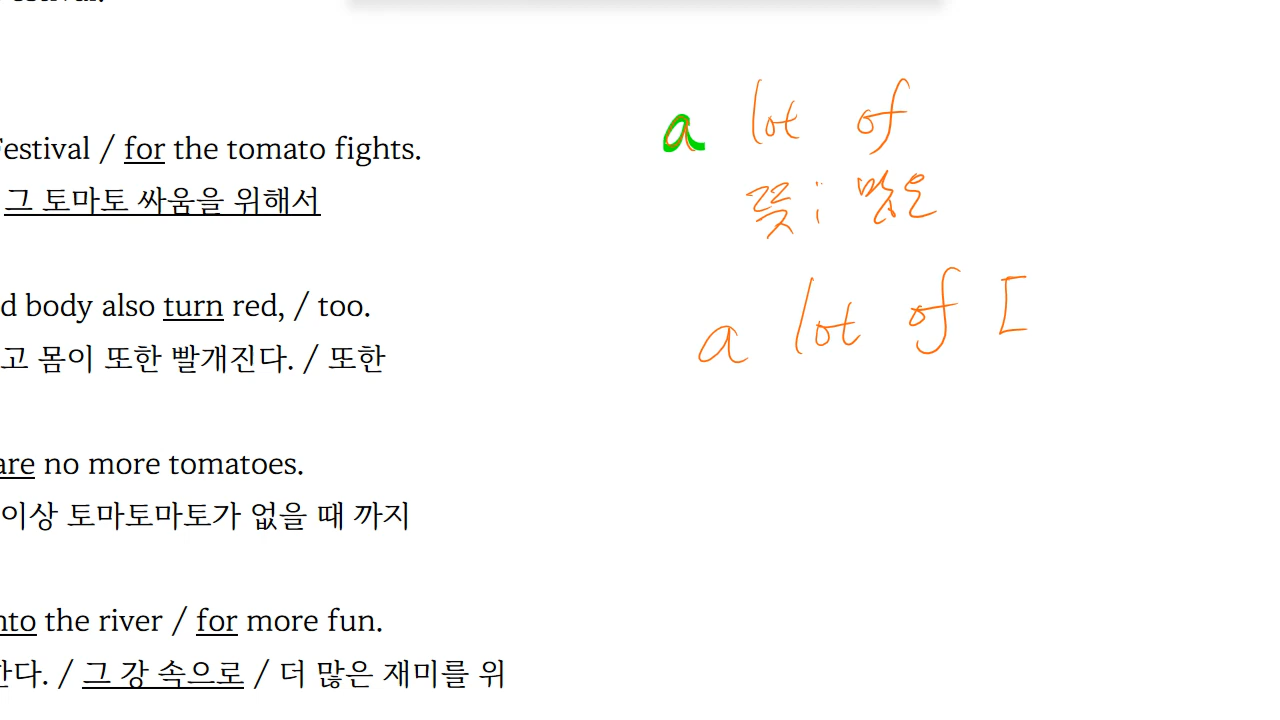 estival.
Festival / for the tomato fights.
그 토마토 싸움을 위해서
d body also turn red, / too.
고 몸이 또한 빨개진다. / 또한
are no more tomatoes.
이상 토마토마토가 없을 때 까지
nto the river / for more fun.
한다. / 그 강 속으로 / 더 많은 재미를 위
a lot of
뜻; 많은
a lot of [